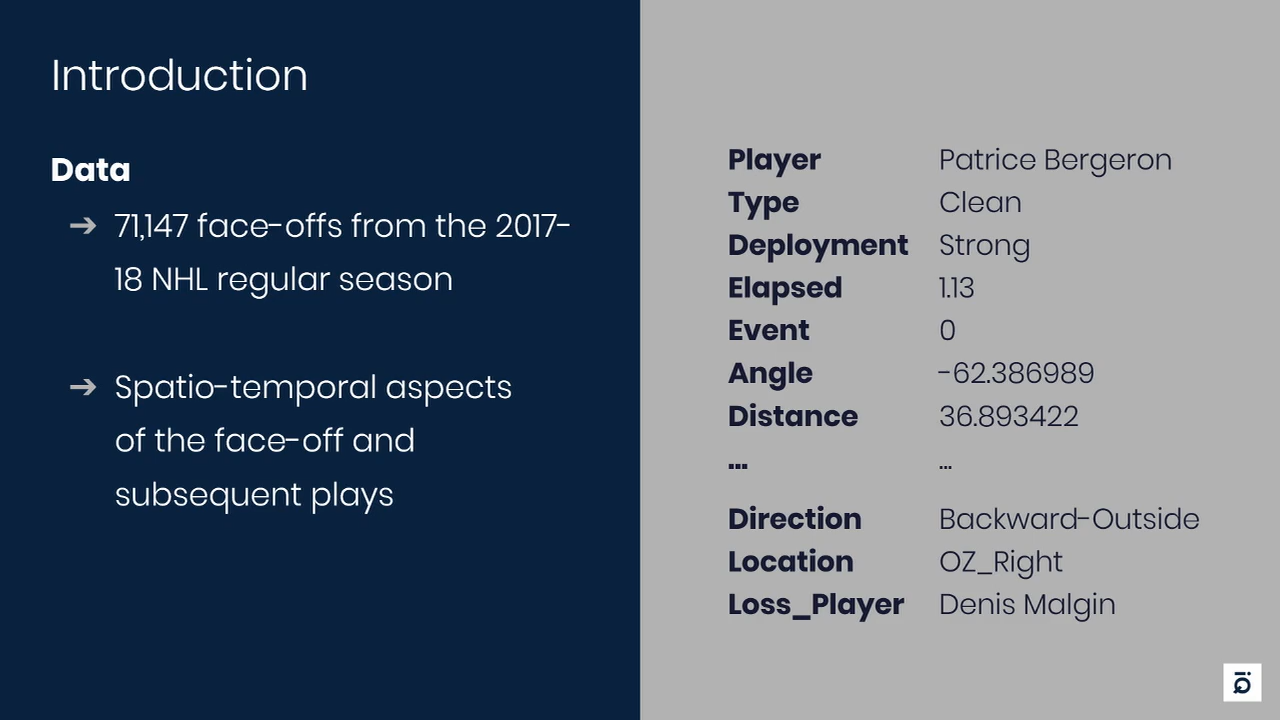 Introduction
Data
➔ 71,147 face-offs from the 2017-
18 NHL regular season
➔ Spatio-temporal aspects
of the face-off and
subsequent plays
Player Patrice Bergeron
Type Clean
Deployment Strong
Elapsed 1.13
Event 0
Angle -62.386989
Distance 36.893422
... ...
Direction Backward-Outside
Location OZ_Right
Loss_Player Denis Malgin